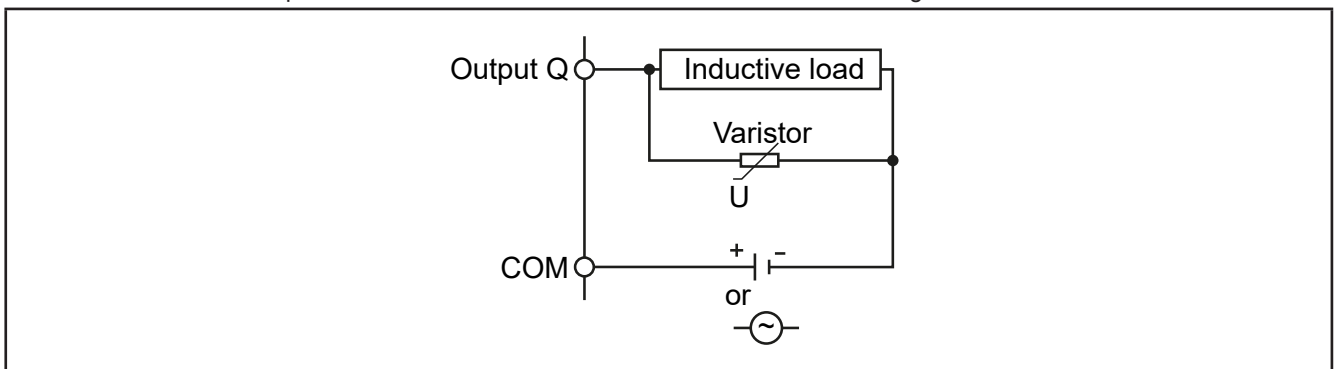 Output Q
Inductive load
Varistor
U
COM
+ −
or
~